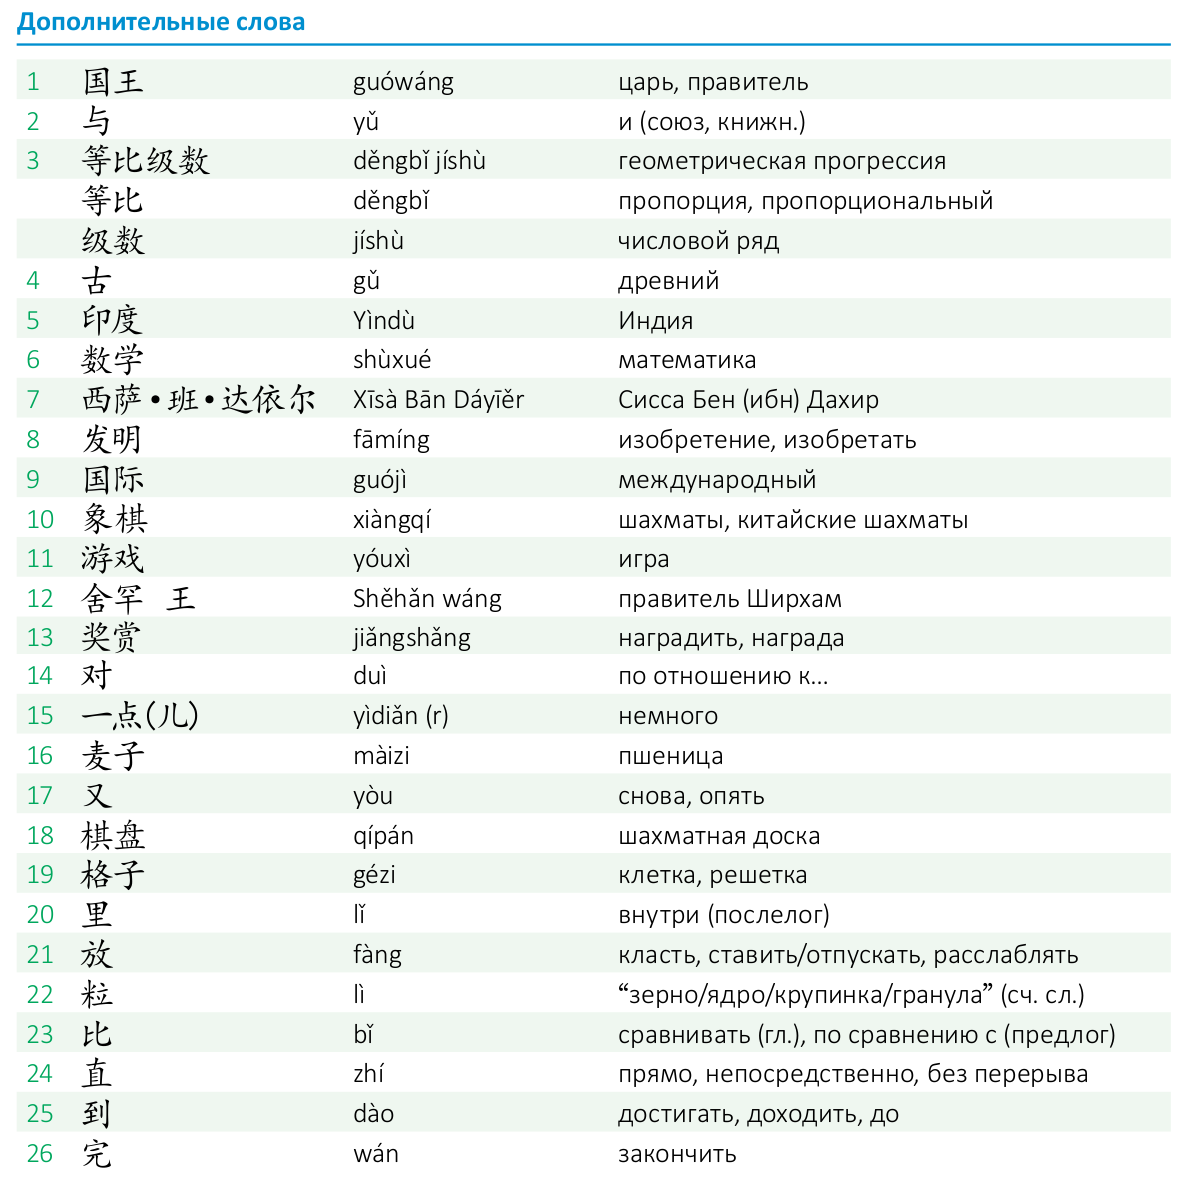 Дополнительные слова
1 国王 guówáng царь, правитель
2 与 yǔ и (союз, книжн.)
3 等比级数 děngbǐ jíshù геометрическая прогрессия
等比 děngbǐ пропорция, пропорциональный
级数 jíshù числовой ряд
4 古 gǔ древний
5 印度 Yìndù Индия
6 数学 shùxué математика
7 西萨•班•达依尔 Xīsà Bān Dáyīěr Сисса Бен (ибн) Дахир
8 发明 fāmíng изобретение, изобретать
9 国际 guójì международный
10 象棋 xiàngqí шахматы, китайские шахматы
11 游戏 yóuxì игра
12 舍罕 王 Shěhǎn wáng правитель Ширхам
13 奖赏 jiǎngshǎng наградить, награда
14 对 duì по отношению к...
15 一点(儿) yìdiǎn (r) немного
16 麦子 màizi пшеница
17 又 yòu снова, опять
18 棋盘 qípán шахматная доска
19 格子 gézi клетка, решетка
20 里 lǐ внутри (послелог)
21 放 fàng класть, ставить/отпускать, расслаблять
22 粒 lì “зерно/ядро/крупинка/гранула” (сч. сл.)
23 比 bǐ сравнивать (гл.), по сравнению с (предлог)
24 直 zhí прямо, непосредственно, без перерыва
25 到 dào достигать, доходить, до
26 完 wán закончить